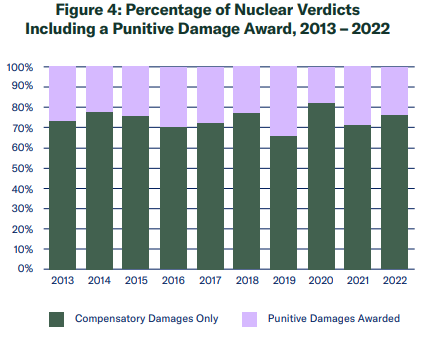 Figure 4: Percentage of Nuclear Verdicts
Including a Punitive Damage Award, 2013 – 2022
100%
90%
80%
70%
60%
50%
40%
30%
20%
10%
0%
2013 2014 2015 2016 2017 2018 2019 2020 2021 2022
Compensatory Damages Only Punitive Damages Awarded